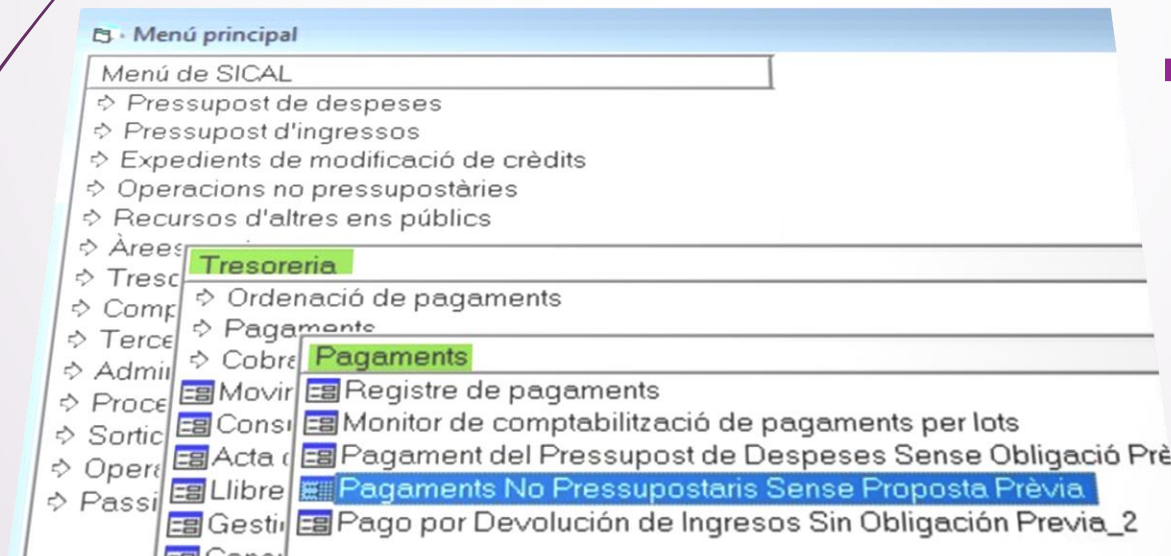 Menú principal
Menú de SICAL
Pressupost de despeses
Pressupost d'ingressos
Expedients de modificació de crèdits
Operacions no pressupostàries
Recursos d'altres ens públics
Tresoreria
Ordenació de pagaments
Pagaments
Pagaments
Registre de pagaments
Monitor de comptabilització de pagaments per lots
Pagament del Pressupost de Despeses Sense Obligació
Pagaments No Pressupostaris Sense Proposta Prèvia
Llibre
Pago por Devolución de Ingresos Sin Obligación Previa_2